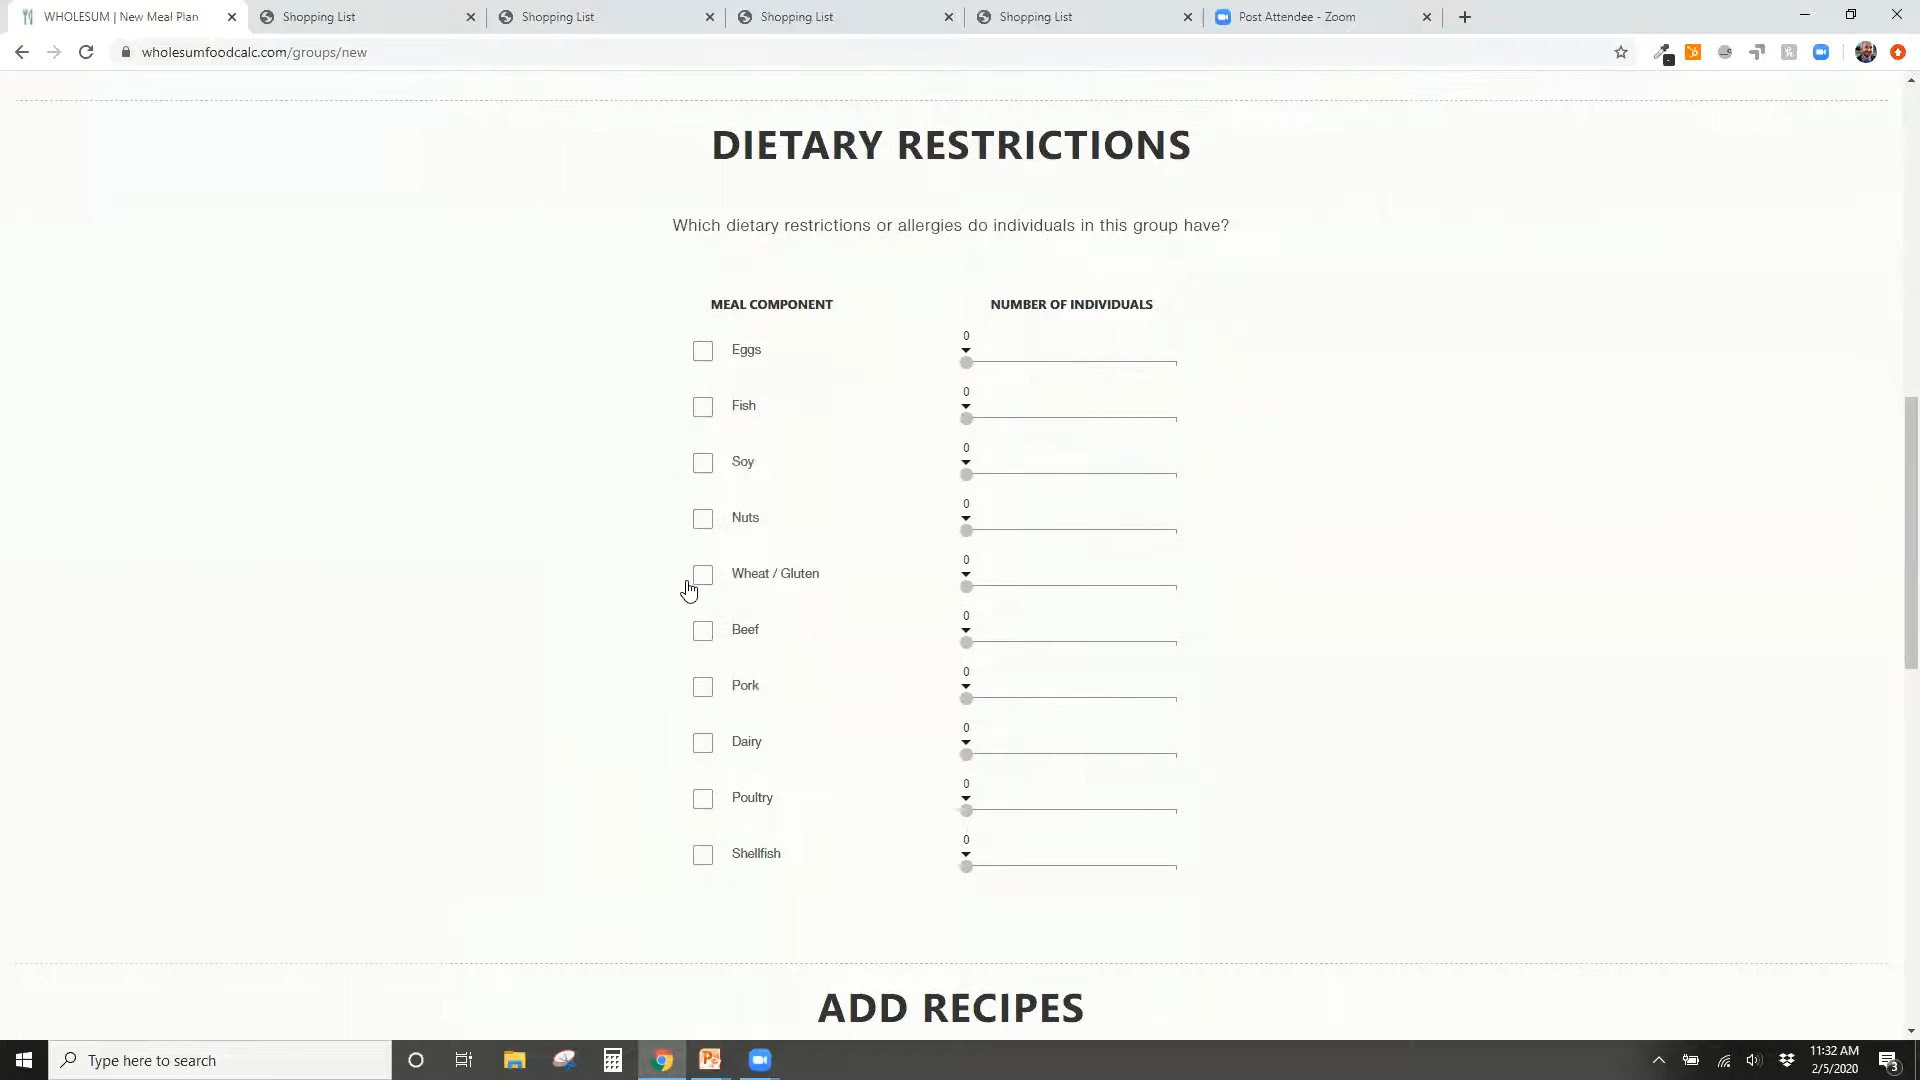 WHOLESUM | New Meal Plan
Shopping List
Shopping List
Shopping List
Shopping List
Post Attendee - Zoom
wholesumfoodcalc.com/groups/new
DIETARY RESTRICTIONS
Which dietary restrictions or allergies do individuals in this group have?
MEAL COMPONENT NUMBER OF INDIVIDUALS
Eggs 0
Fish 0
Soy 0
Nuts 0
Wheat / Gluten 0
Beef 0
Pork 0
Dairy 0
Poultry 0
Shellfish 0
ADD RECIPES
Type here to search
11:32 AM
2/5/2020
3